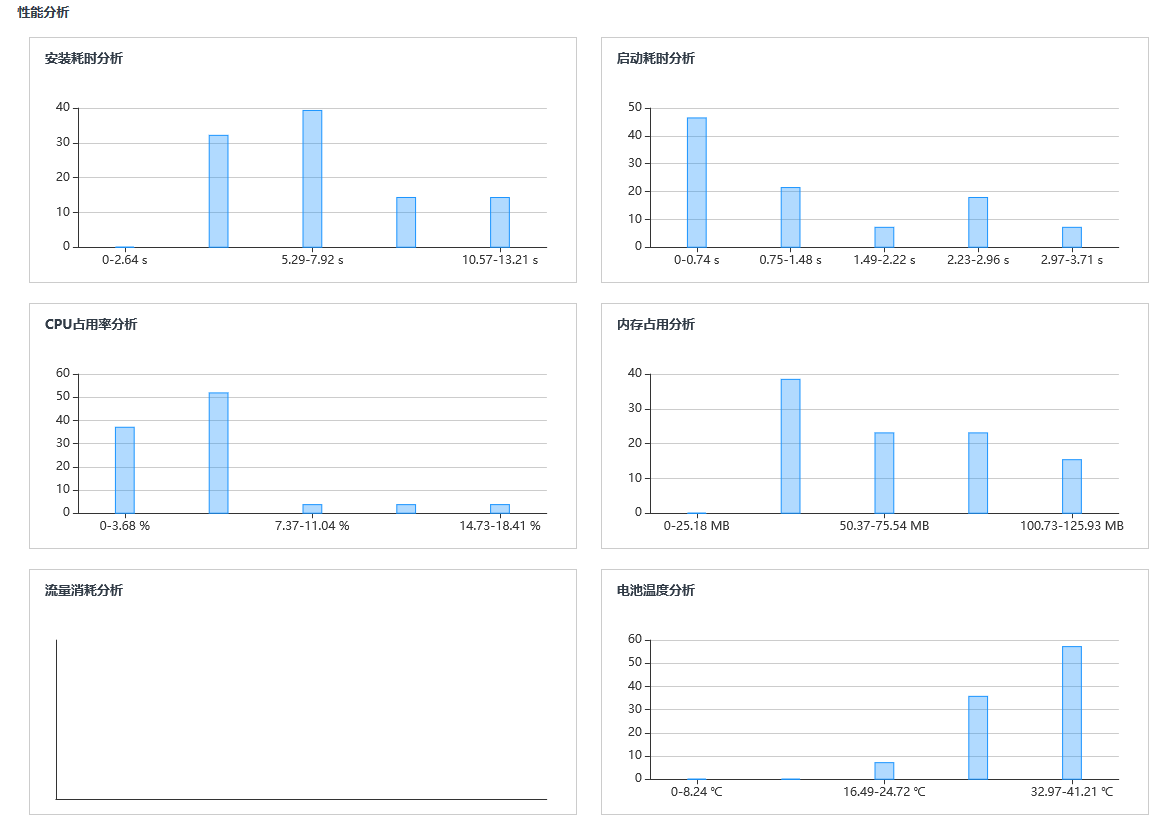 性能分析
安装耗时分析
40
30
20
10
0
0-2.64 s
5.29-7.92 s
10.57-13.21 s
启动耗时分析
50
40
30
20
10
0
0-0.74 s
0.75-1.48 s
1.49-2.22 s
2.23-2.96 s
2.97-3.71 s
CPU占用率分析
60
50
40
30
20
10
0
0-3.68 %
7.37-11.04 %
14.73-18.41 %
内存占用分析
40
30
20
10
0
0-25.18 MB
50.37-75.54 MB
100.73-125.93 MB
流量消耗分析
电池温度分析
60
50
40
30
20
10
0
0-8.24 ℃
16.49-24.72 ℃
32.97-41.21 ℃